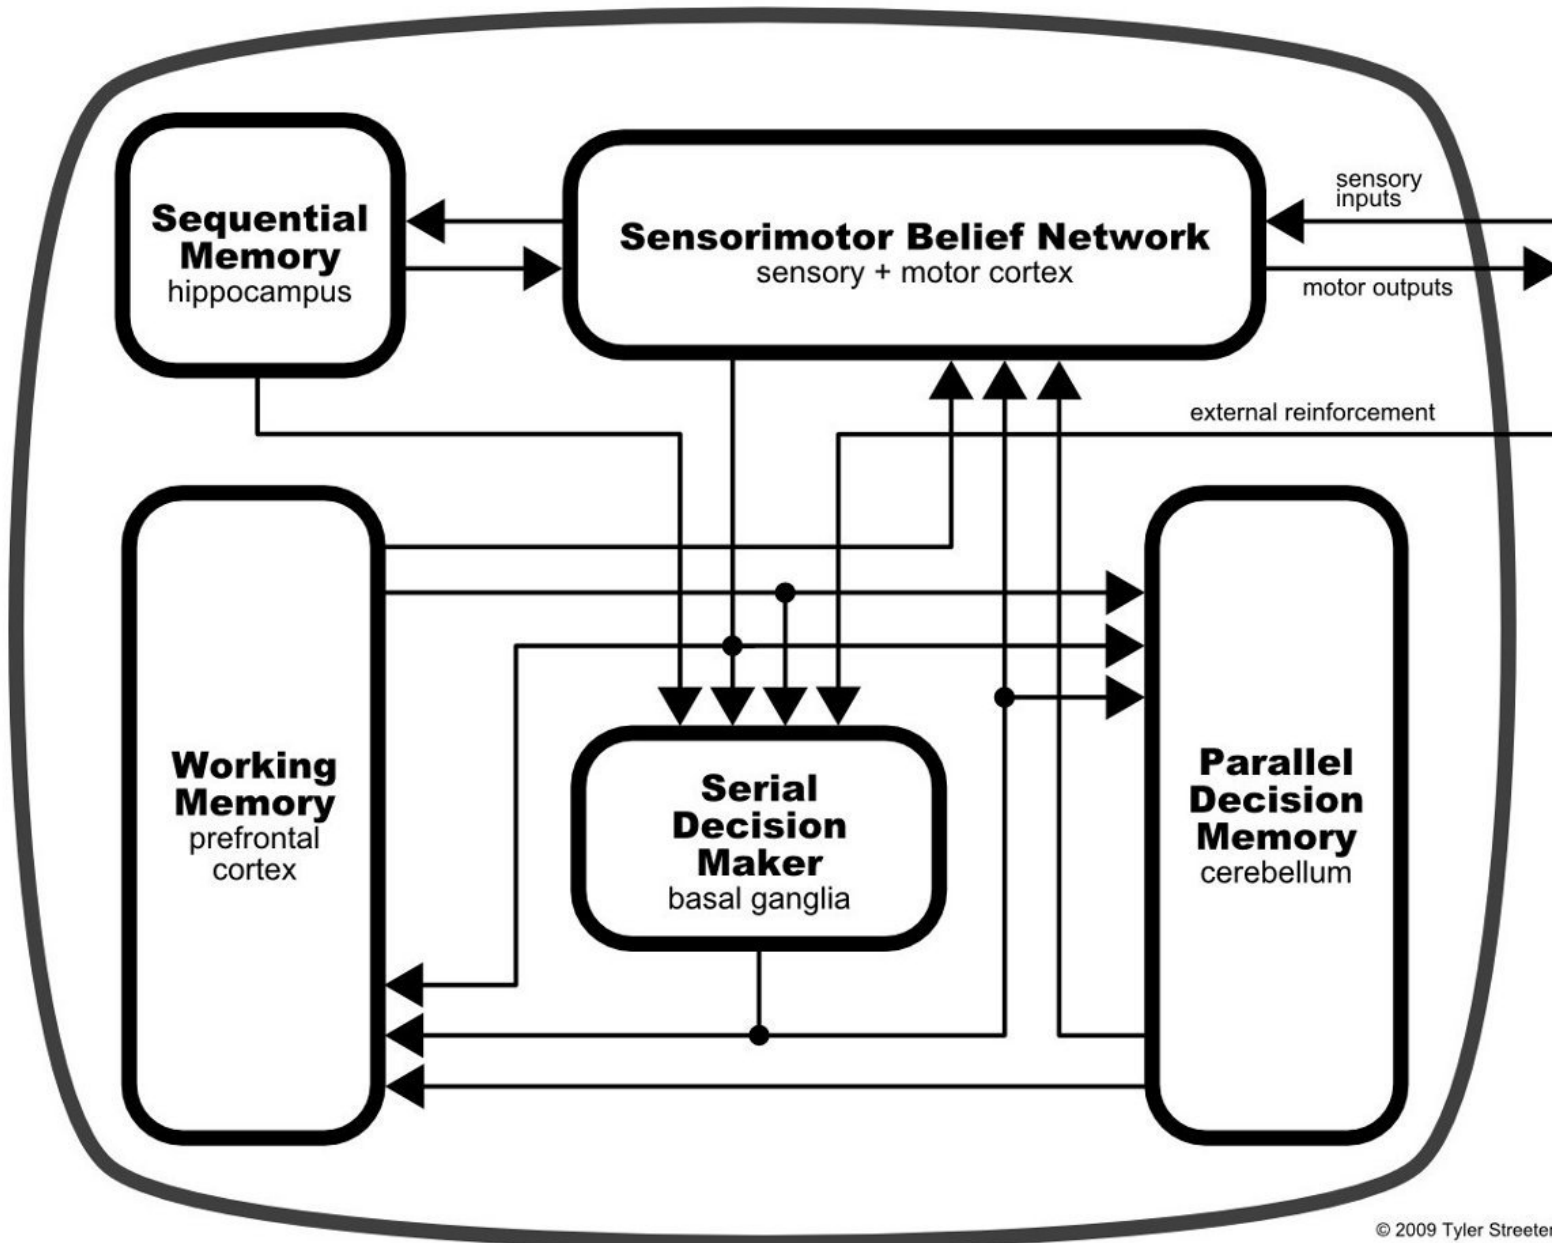 Sequential
Memory
hippocampus
Sensorimotor Belief Network
sensory + motor cortex
sensory
inputs
motor outputs
external reinforcement
Working
Memory
prefrontal
cortex
Serial
Decision
Maker
basal ganglia
Parallel
Decision
Memory
cerebellum
© 2009 Tyler Streeter